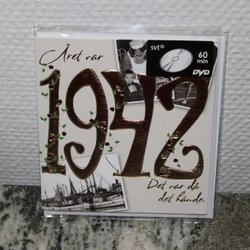 Året var
svt
60
min
DVD
1942
Det var då
det hände.